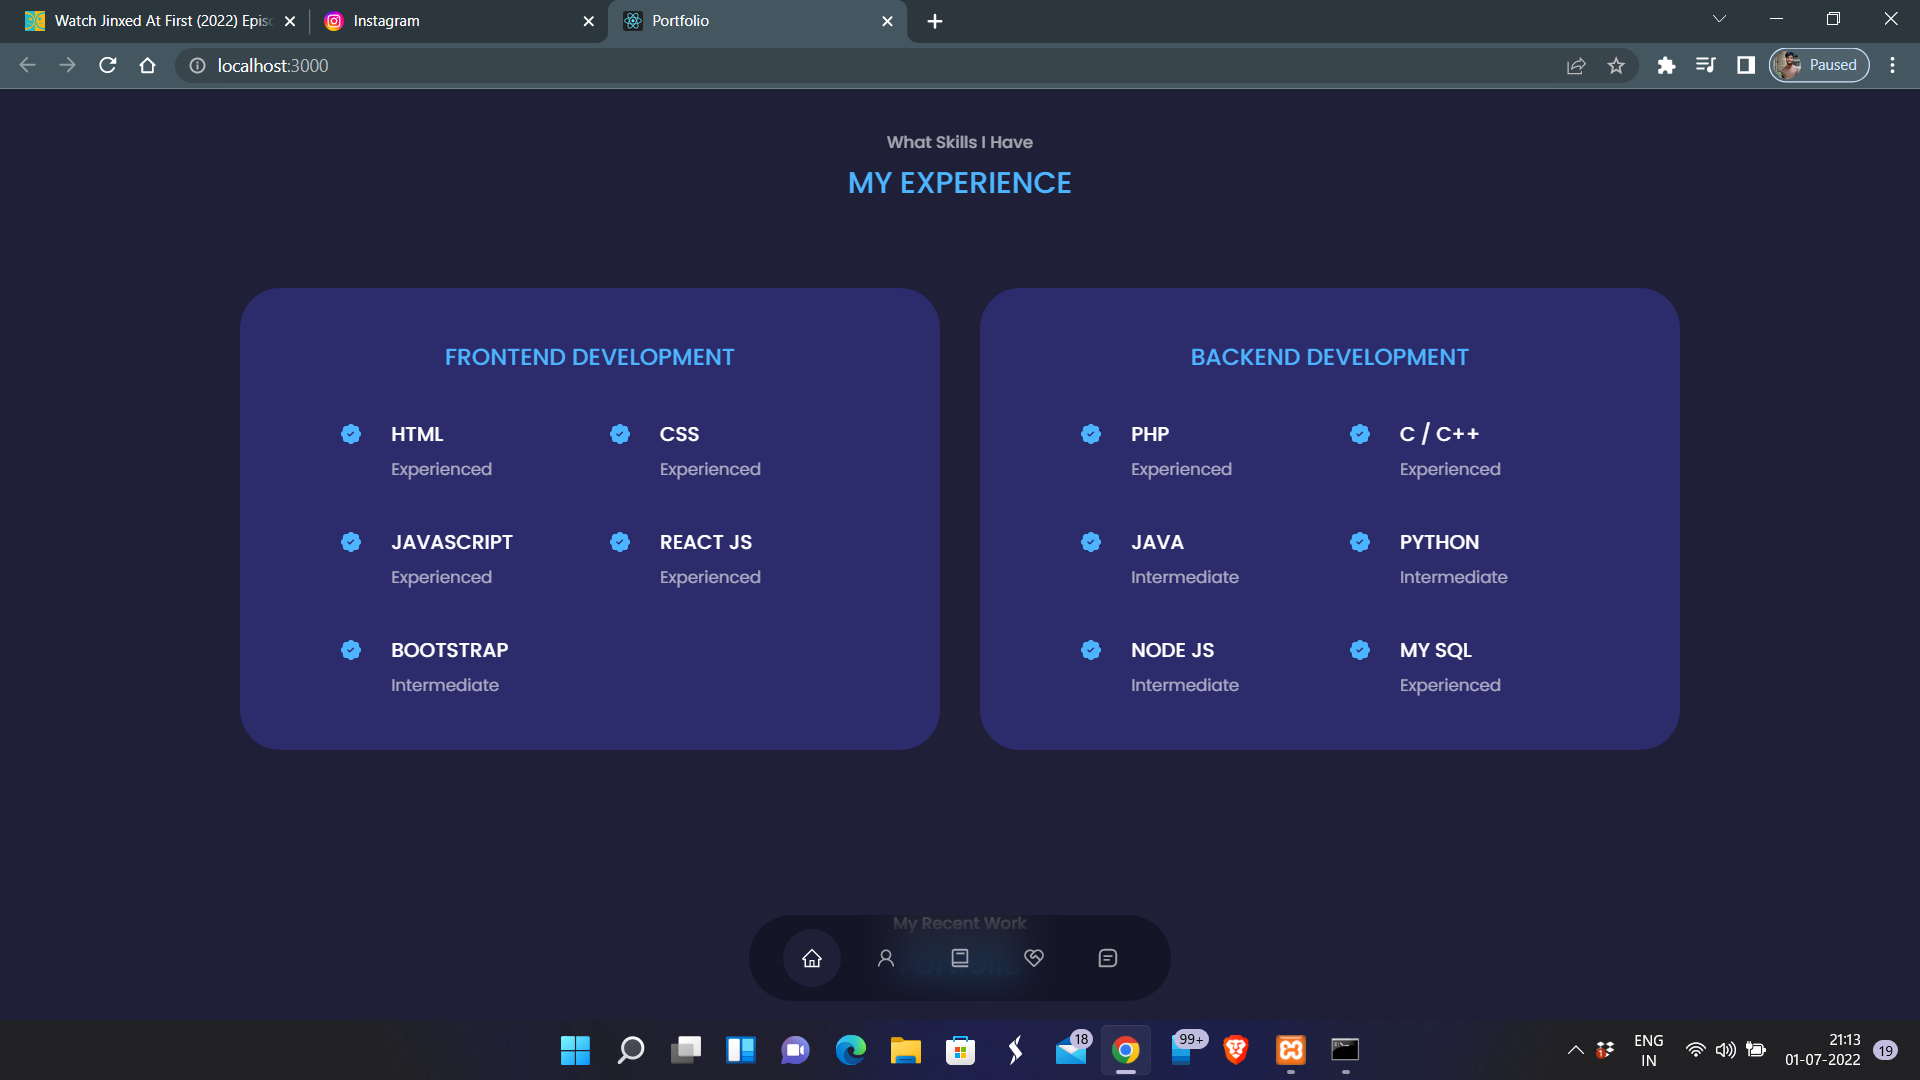 Watch Jinxed At First (2022) Epis
Instagram
Portfolio
localhost:3000
Paused
What Skills I Have
MY EXPERIENCE
FRONTEND DEVELOPMENT
HTML
Experienced
CSS
Experienced
JAVASCRIPT
Experienced
REACT JS
Experienced
BOOTSTRAP
Intermediate
BACKEND DEVELOPMENT
PHP
Experienced
C / C++
Experienced
JAVA
Intermediate
PYTHON
Intermediate
NODE JS
Intermediate
MY SQL
Experienced
My Recent Work
18
99+
ENG
IN
21:13
01-07-2022
19